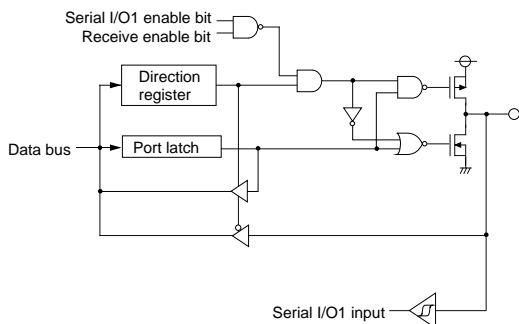 Serial I/O1 enable bit
Receive enable bit
Direction
register
Data bus
Port latch
Serial I/O1 input